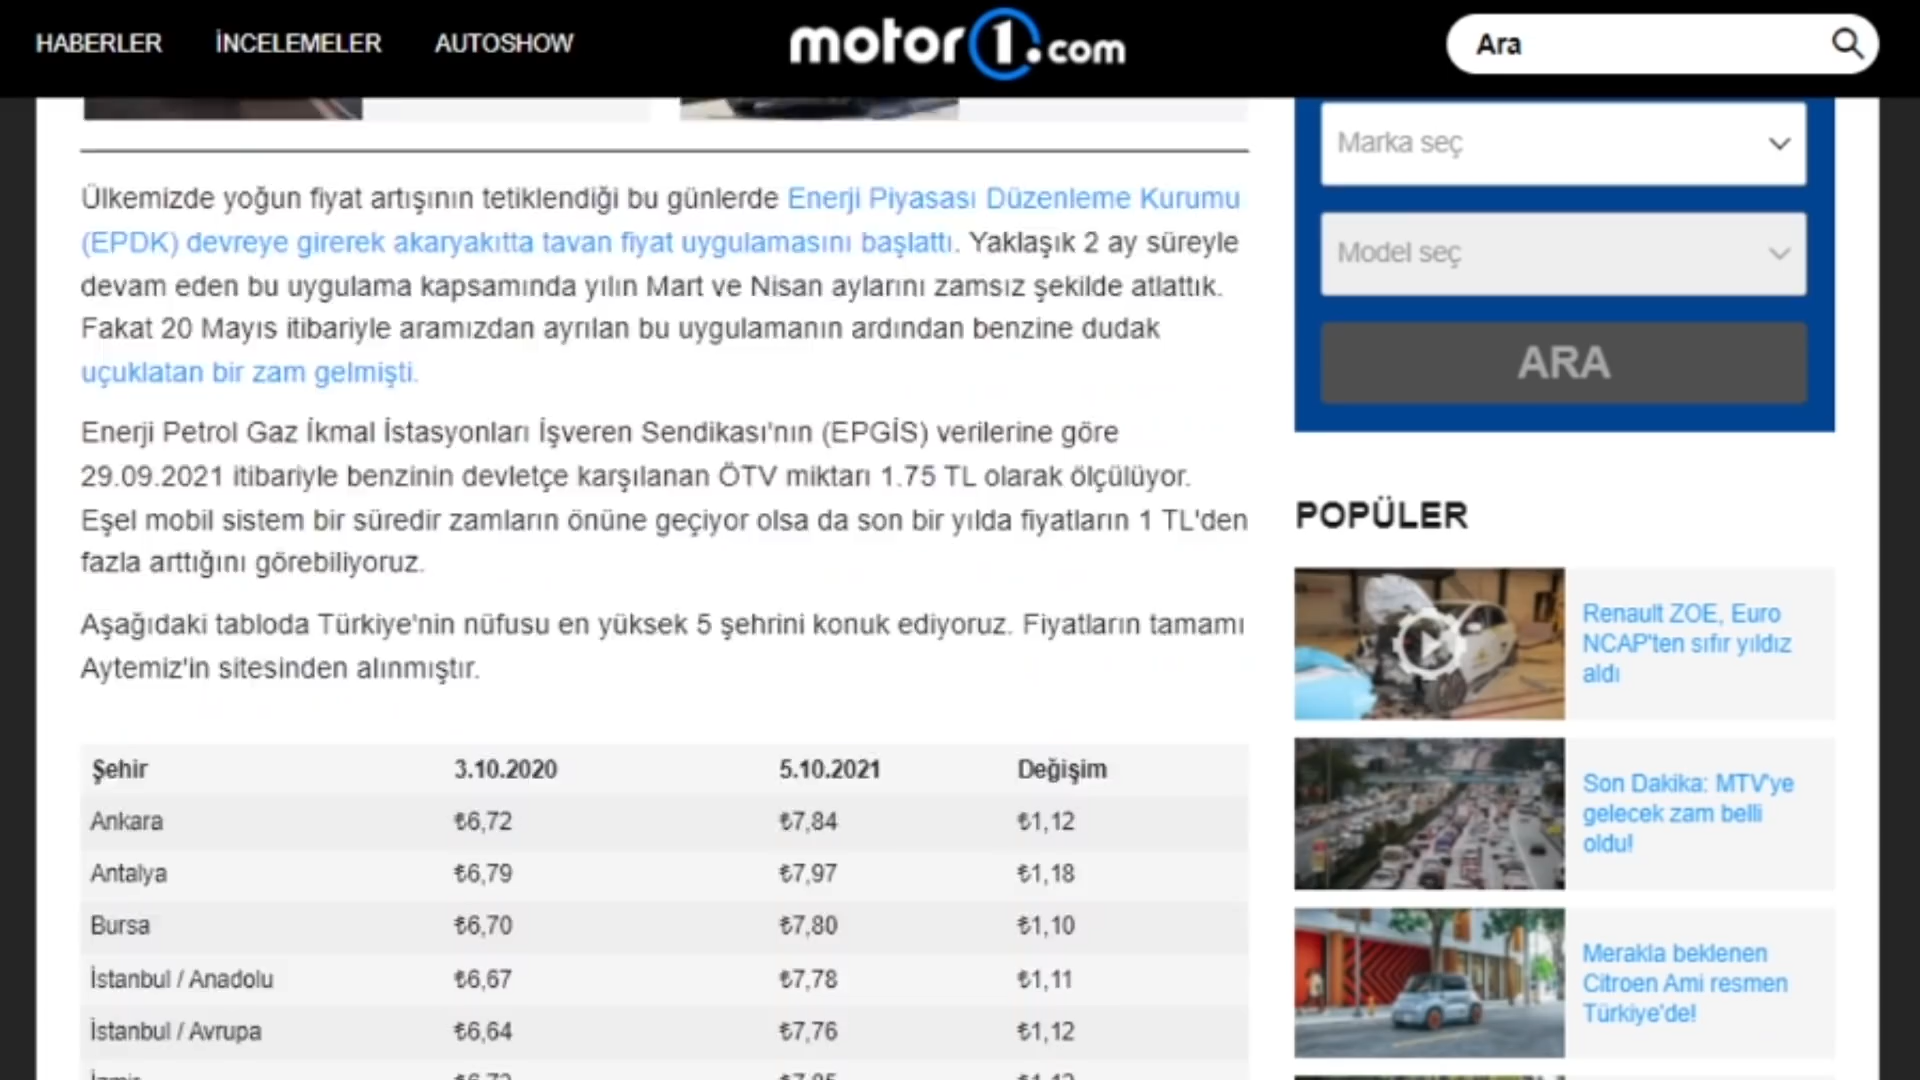 HABERLER
İNCELEMELER
AUTOSHOW
motor1.com
Ara
Ülkemizde yoğun fiyat artışının tetiklendiği bu günlerde Enerji Piyasası Düzenleme Kurumu
(EPDK) devreye girerek akaryakıtta tavan fiyat uygulamasını başlattı. Yaklaşık 2 ay süreyle
devam eden bu uygulama kapsamında yılın Mart ve Nisan aylarını zamsız şekilde atlattık.
Fakat 20 Mayıs itibariyle aramızdan ayrılan bu uygulamanın ardından benzine dudak
uçuklatan bir zam gelmişti.
Enerji Petrol Gaz İkmal İstasyonları İşveren Sendikası'nın (EPGİS) verilerine göre
29.09.2021 itibariyle benzinin devletçe karşılanan ÖTV miktarı 1.75 TL olarak ölçülüyor.
Eşel mobil sistem bir süredir zamların önüne geçiyor olsa da son bir yılda fiyatların 1 TL'den
fazla arttığını görebiliyoruz.
Aşağıdaki tabloda Türkiye'nin nüfusu en yüksek 5 şehrini konuk ediyoruz. Fiyatların tamamı
Aytemiz'in sitesinden alınmıştır.
Şehir 3.10.2020 5.10.2021 Değişim
Ankara ₺6,72 ₺7,84 ₺1,12
Antalya ₺6,79 ₺7,97 ₺1,18
Bursa ₺6,70 ₺7,80 ₺1,10
İstanbul / Anadolu ₺6,67 ₺7,78 ₺1,11
İstanbul / Avrupa ₺6,64 ₺7,76 ₺1,12
Marka seç
Model seç
ARA
POPÜLER
Renault ZOE, Euro
NCAP'ten sıfır yıldız
aldı
Son Dakika: MTV'ye
gelecek zam belli
oldu!
Merakla beklenen
Citroen Ami resmen
Türkiye'de!